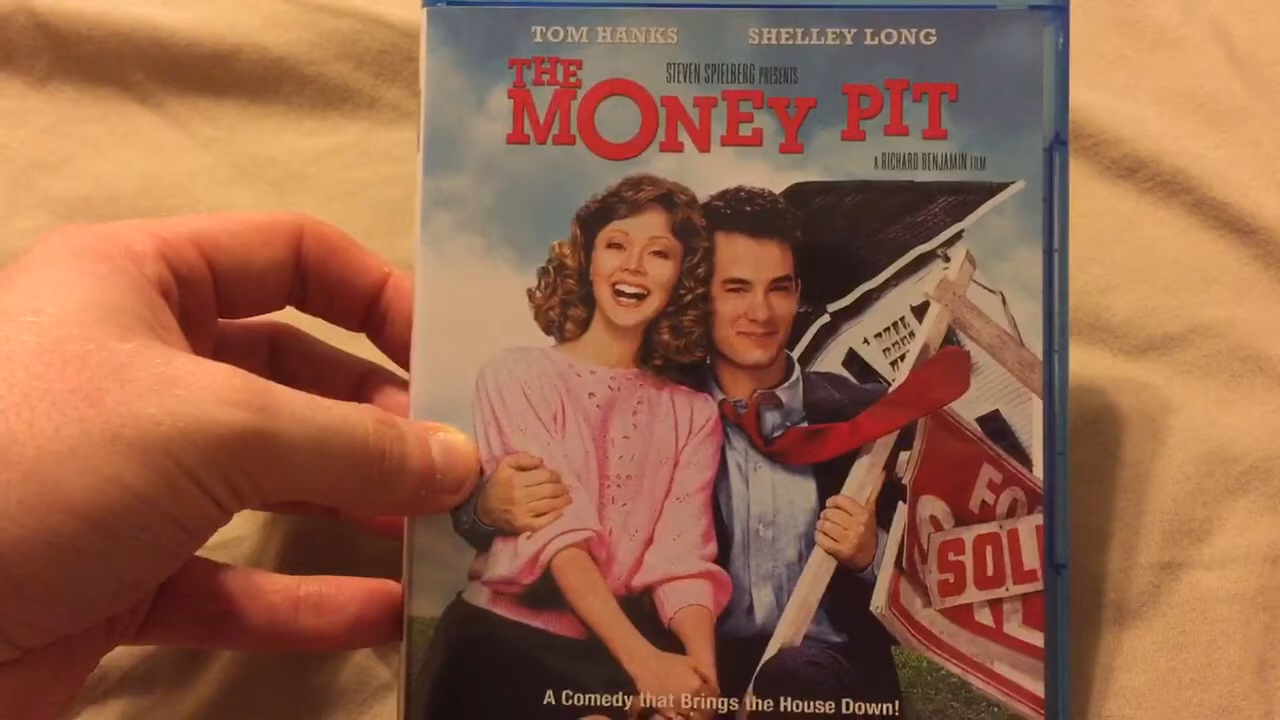 TOM HANKS SHELLEY LONG
STEVEN SPIELBERG PRESENTS
THE
MONEY PIT
A RICHARD BENJAMIN FILM
FO
SOL
A Comedy that Brings the House Down!